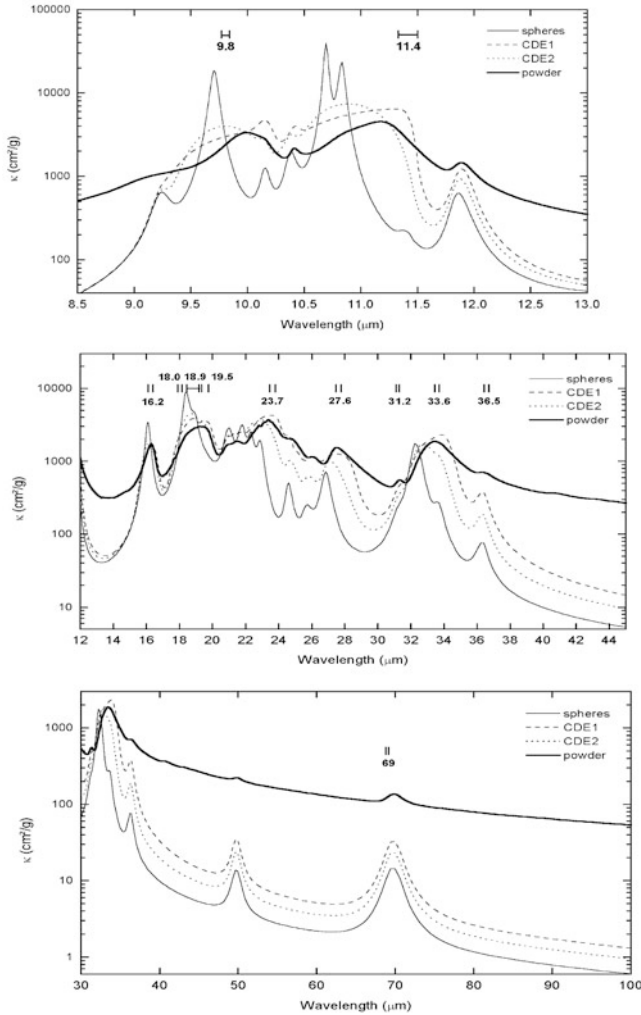 100000
10000
1000
100
κ (cm²/g)
9.8
11.4
spheres
CDE1
CDE2
powder
8.5 9.0 9.5 10.0 10.5 11.0 11.5 12.0 12.5 13.0
Wavelength (μm)
10000
1000
100
10
κ (cm²/g)
18.0 18.9 19.5
16.2 23.7 27.6 31.2 33.6 36.5
spheres
CDE1
CDE2
powder
12 14 16 18 20 22 24 26 28 30 32 34 36 38 40 42 44
Wavelength (μm)
1000
100
10
1
κ (cm²/g)
69
spheres
CDE1
CDE2
powder
30 40 50 60 70 80 90 100
Wavelength (μm)